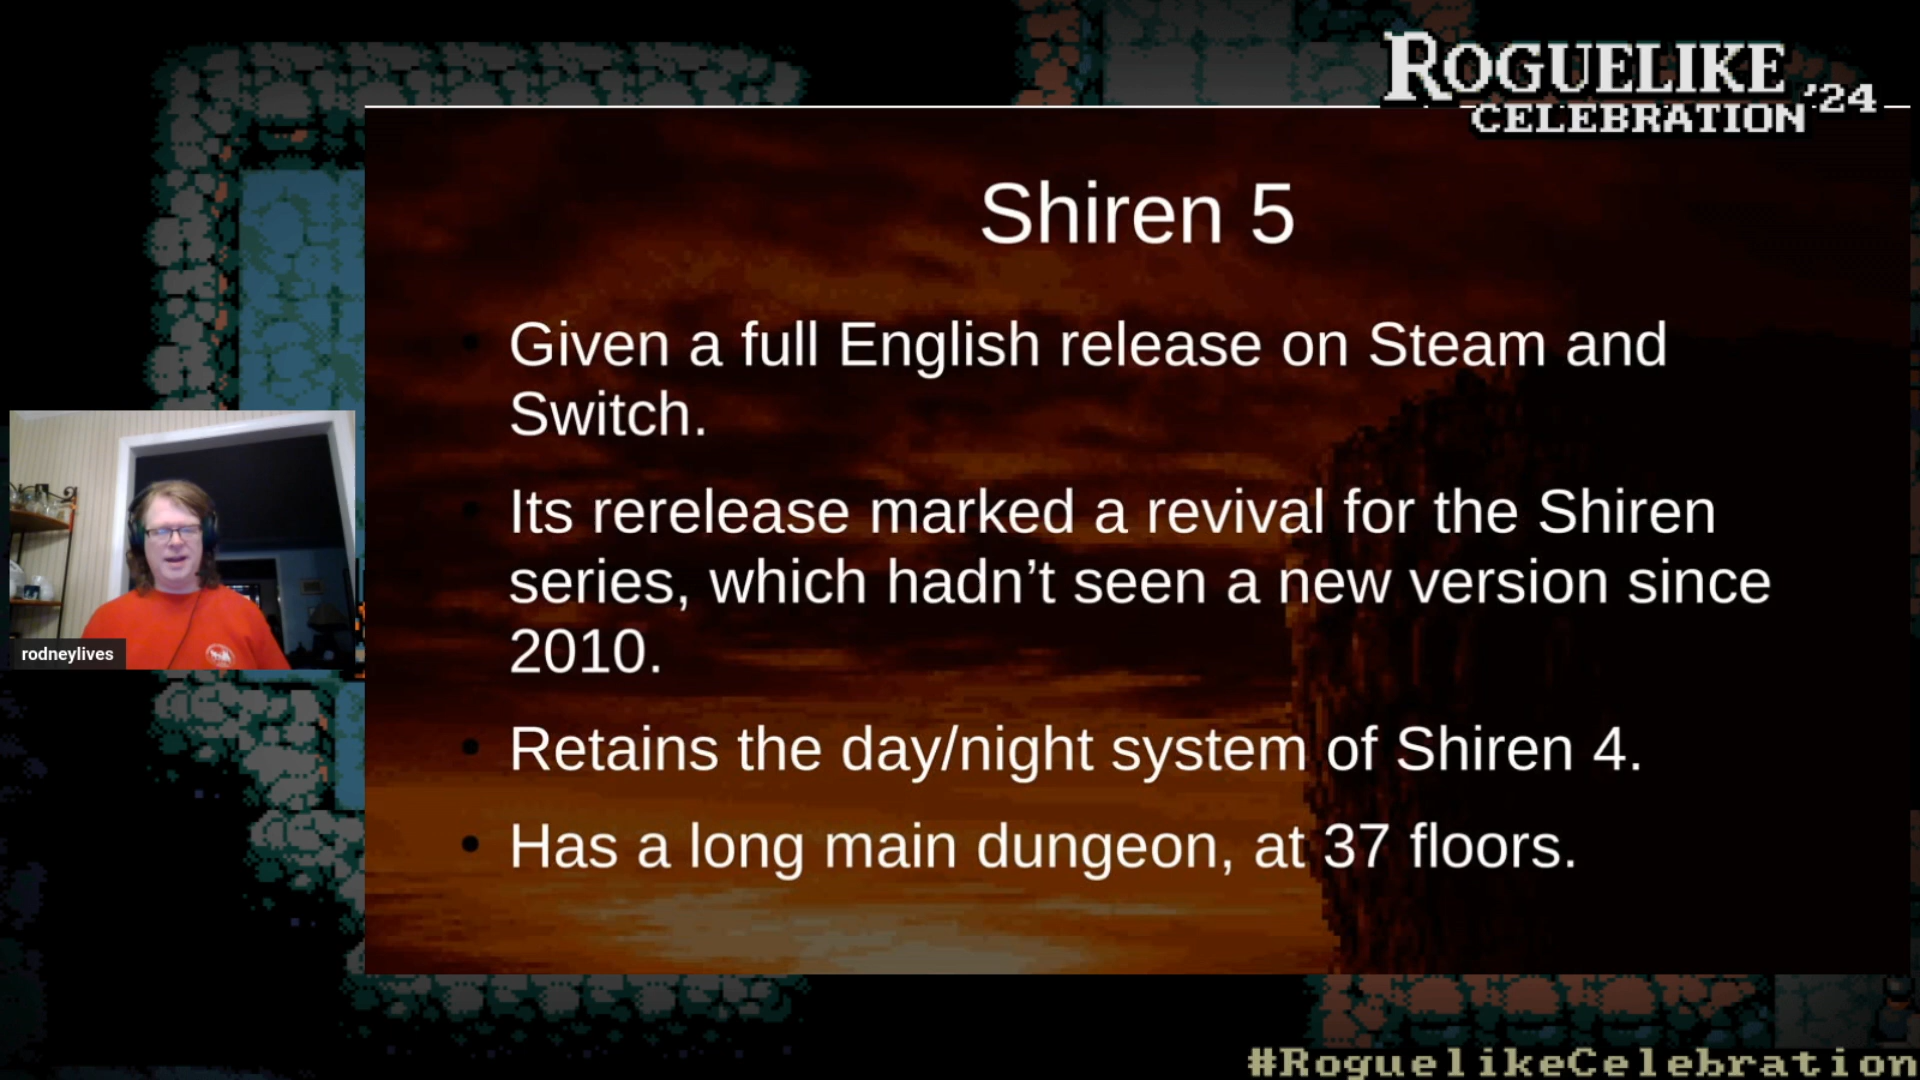 ROGUELIKE
CELEBRATION '24
Shiren 5
Given a full English release on Steam and
Switch.
Its rerelease marked a revival for the Shiren
series, which hadn’t seen a new version since
2010.
Retains the day/night system of Shiren 4.
Has a long main dungeon, at 37 floors.
rodneylives
#RoguelikeCelebration